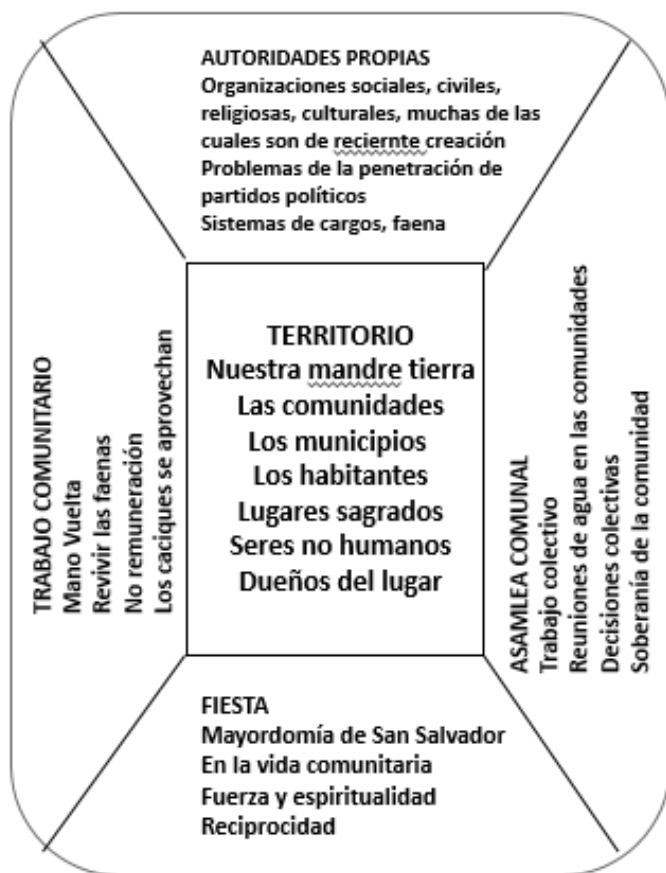 AUTORIDADES PROPIAS
Organizaciones sociales, civiles,
religiosas, culturales, muchas de las
cuales son de reciernte creación
Problemas de la penetración de
partidos políticos
Sistemas de cargos, faena
TRABAJO COMUNITARIO
Mano Vuelta
Revivir las faenas
No remuneración
Los caciques se aprovechan
TERRITORIO
Nuestra mandre tierra
Las comunidades
Los municipios
Los habitantes
Lugares sagrados
Seres no humanos
Dueños del lugar
ASAMLEA COMUNAL
Trabajo colectivo
Reuniones de agua en las comunidades
Decisiones colectivas
Soberanía de la comunidad
FIESTA
Mayordomía de San Salvador
En la vida comunitaria
Fuerza y espiritualidad
Reciprocidad